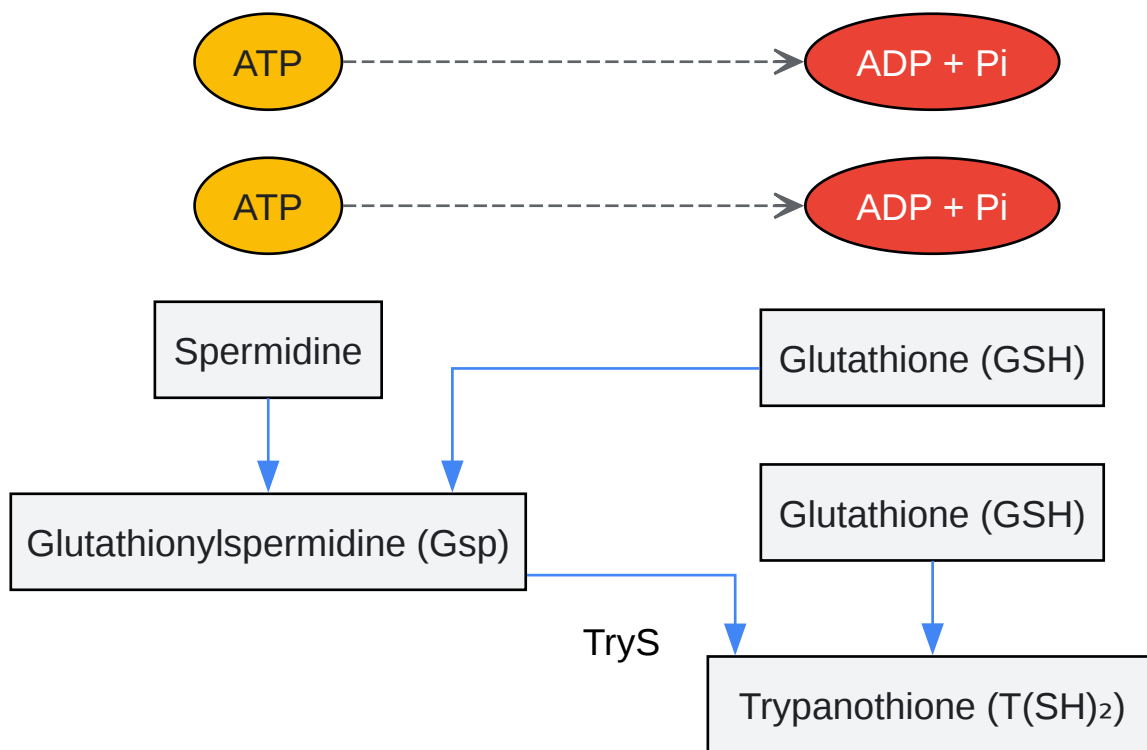 ATP
ADP + Pi
ATP
ADP + Pi
Spermidine
Glutathione (GSH)
Glutathione (GSH)
Glutathionylspermidine (Gsp)
TryS
Trypanothione (T(SH)₂)